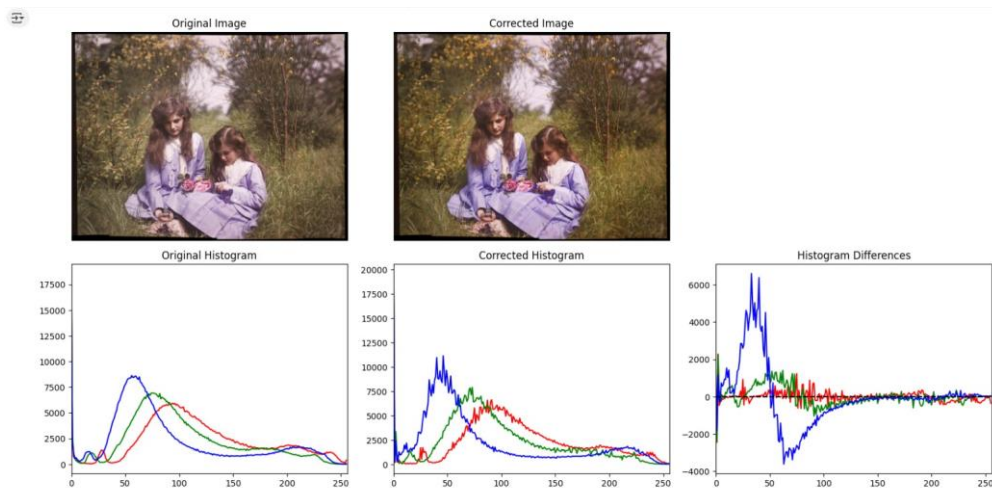 Original Image
Corrected Image
Original Histogram
Corrected Histogram
Histogram Differences
17500
15000
12500
10000
7500
5000
2500
0
0 50 100 150 200 250
20000
17500
15000
12500
10000
7500
5000
2500
0
0 50 100 150 200 250
6000
4000
2000
0
−2000
−4000
0 50 100 150 200 250